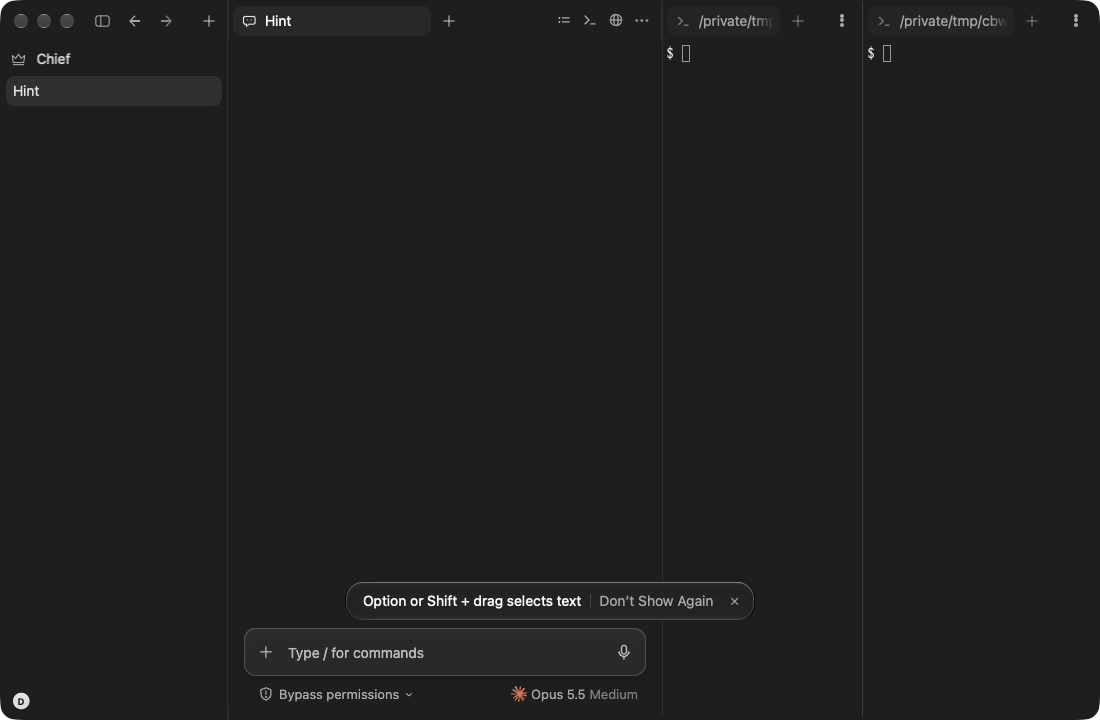 Chief
Hint
Hint
/private/tmp
$
/private/tmp/cbw
$
Option or Shift + drag selects text
Don't Show Again
Type / for commands
Bypass permissions
Opus 5.5 Medium
D